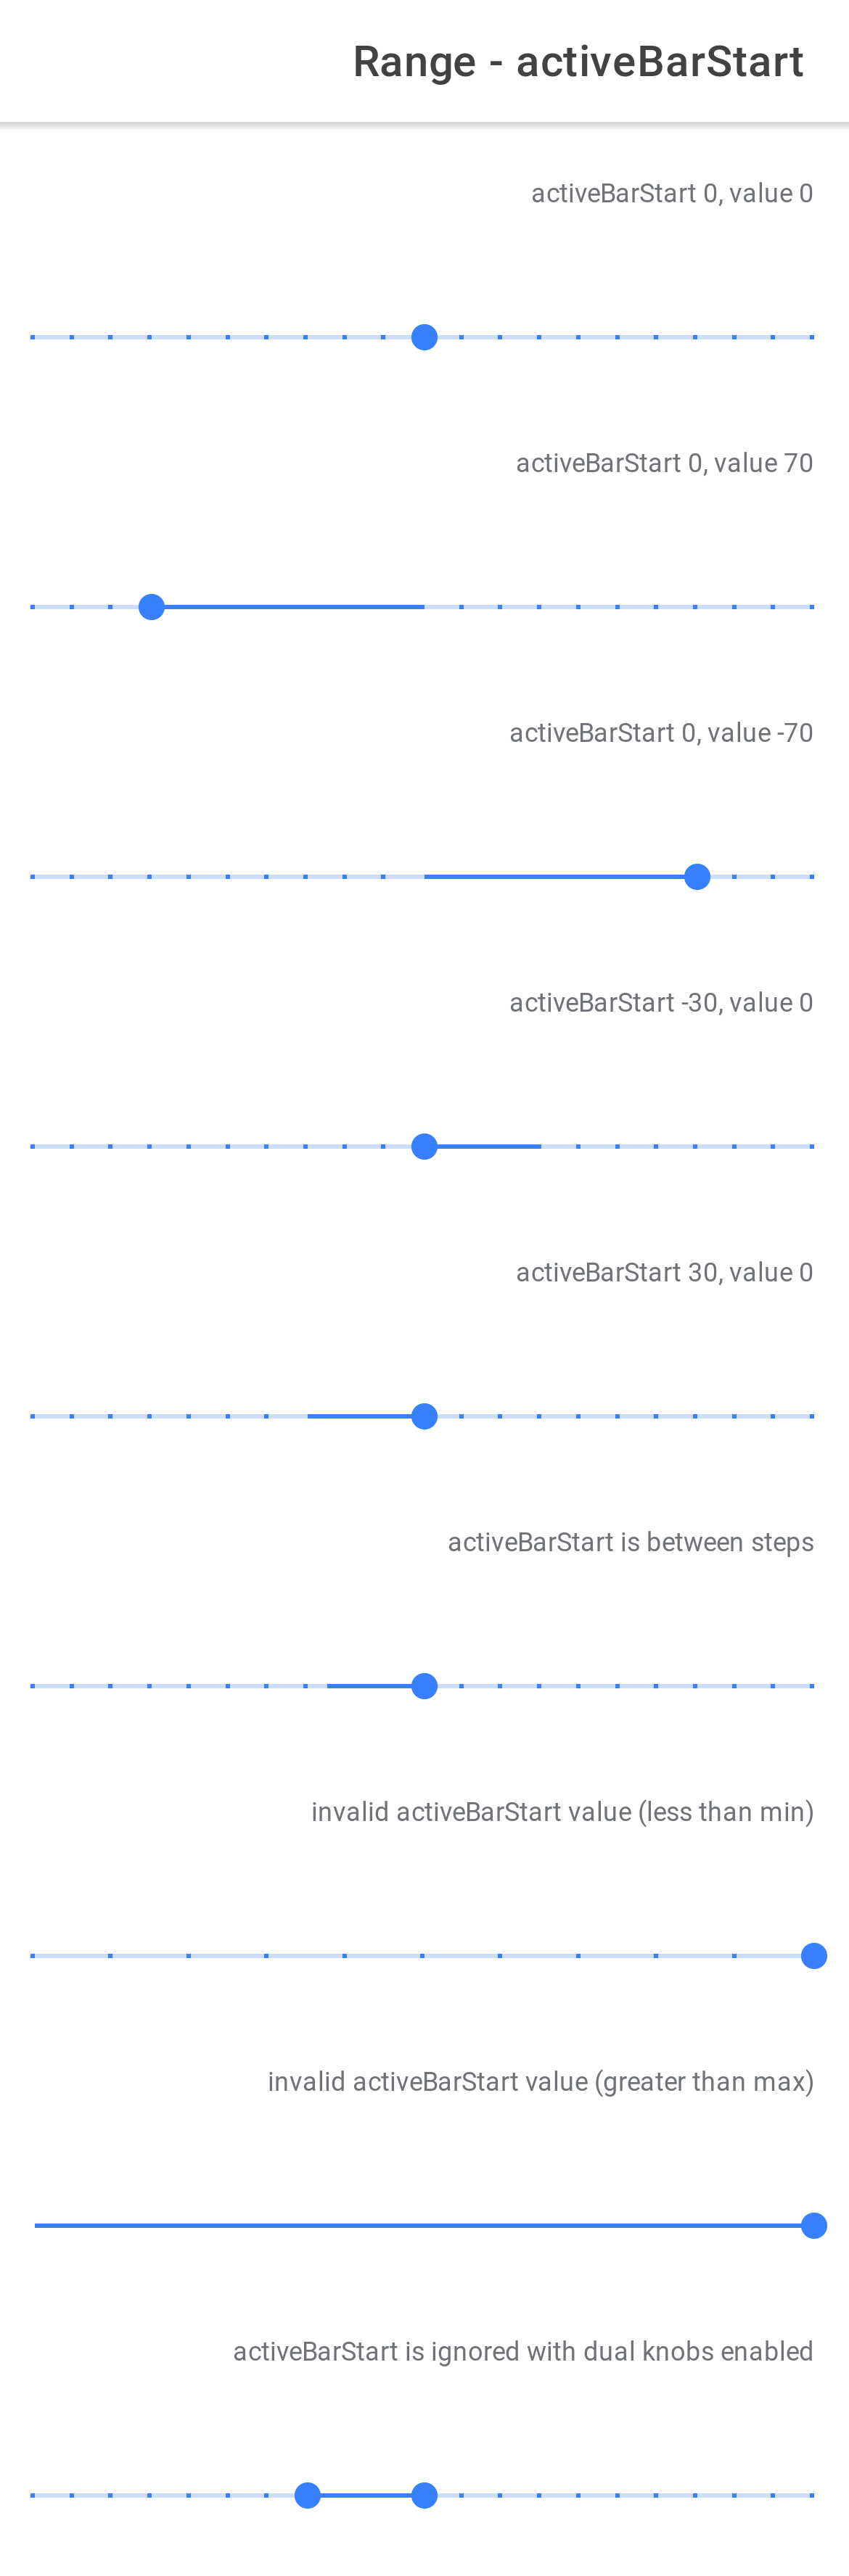 Range - activeBarStart
activeBarStart 0, value 0
activeBarStart 0, value 70
activeBarStart 0, value -70
activeBarStart -30, value 0
activeBarStart 30, value 0
activeBarStart is between steps
invalid activeBarStart value (less than min)
invalid activeBarStart value (greater than max)
activeBarStart is ignored with dual knobs enabled